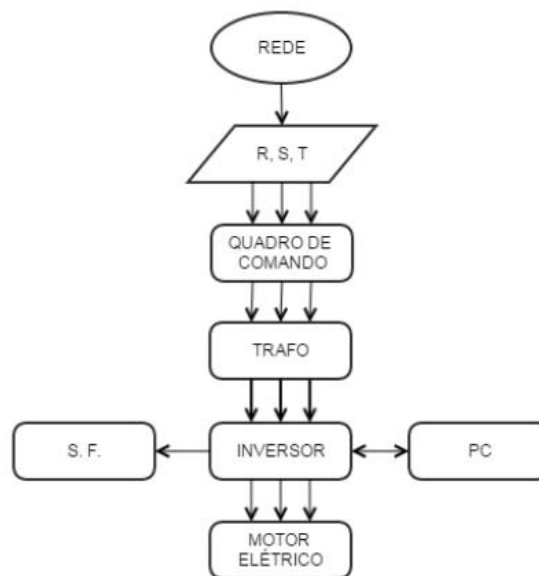 REDE
R, S, T
QUADRO DE
COMANDO
TRAFO
S. F.
INVERSOR
PC
MOTOR
ELÉTRICO